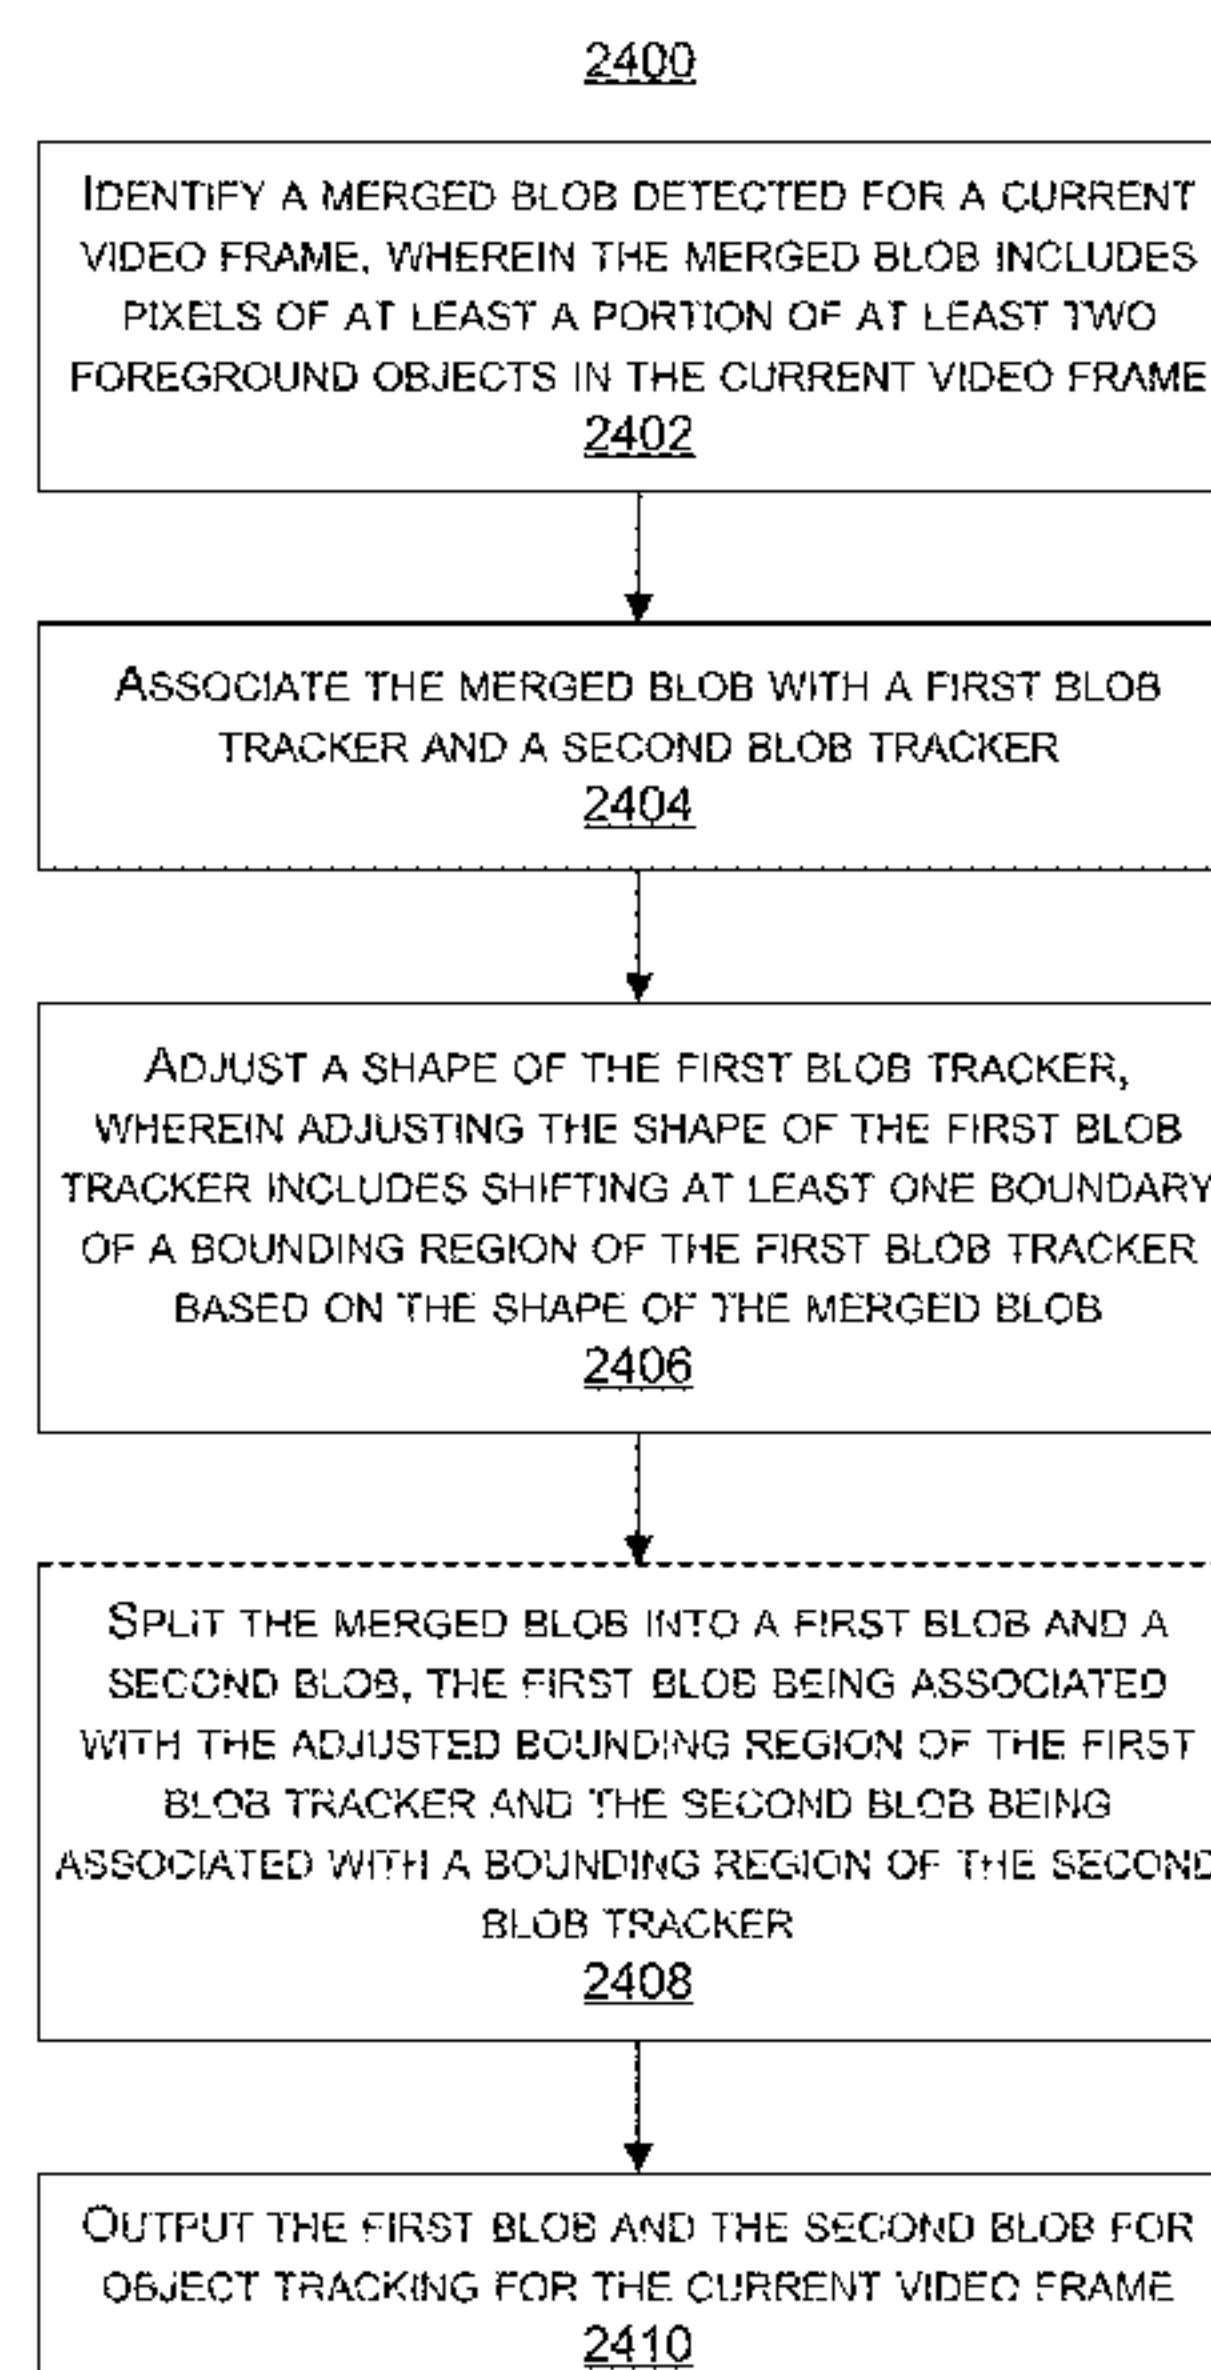 2400
IDENTIFY A MERGED BLOB DETECTED FOR A CURRENT
VIDEO FRAME, WHEREIN THE MERGED BLOB INCLUDES
PIXELS OF AT LEAST A PORTION OF AT LEAST TWO
FOREGROUND OBJECTS IN THE CURRENT VIDEO FRAME
2402
ASSOCIATE THE MERGED BLOB WITH A FIRST BLOB
TRACKER AND A SECOND BLOB TRACKER
2404
ADJUST A SHAPE OF THE FIRST BLOB TRACKER,
WHEREIN ADJUSTING THE SHAPE OF THE FIRST BLOB
TRACKER INCLUDES SHIFTING AT LEAST ONE BOUNDARY
OF A BOUNDING REGION OF THE FIRST BLOB TRACKER
BASED ON THE SHAPE OF THE MERGED BLOB
2406
SPLIT THE MERGED BLOB INTO A FIRST BLOB AND A
SECOND BLOB, THE FIRST BLOB BEING ASSOCIATED
WITH THE ADJUSTED BOUNDING REGION OF THE FIRST
BLOB TRACKER AND THE SECOND BLOB BEING
ASSOCIATED WITH A BOUNDING REGION OF THE SECOND
BLOB TRACKER
2408
OUTPUT THE FIRST BLOB AND THE SECOND BLOB FOR
OBJECT TRACKING FOR THE CURRENT VIDEO FRAME
2410